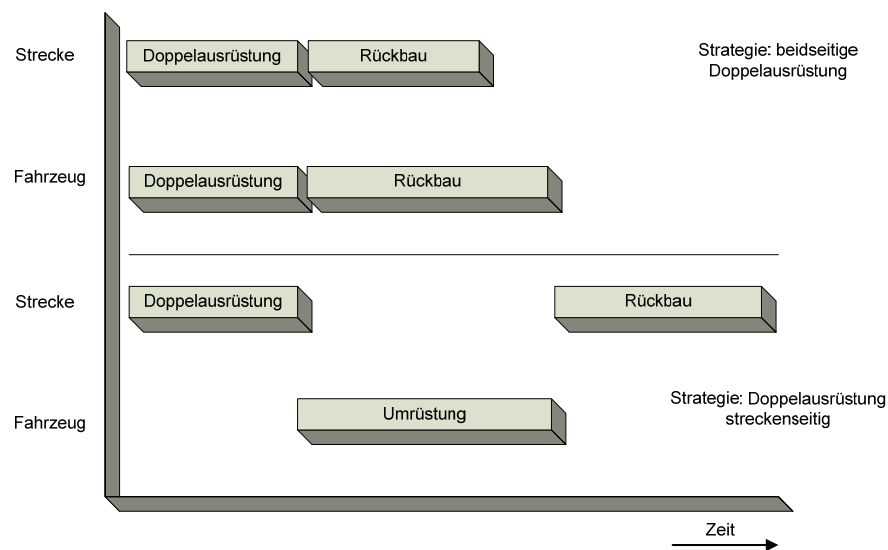 Strecke
Doppelausrüstung
Rückbau
Strategie: beidseitige
Doppelausrüstung
Fahrzeug
Doppelausrüstung
Rückbau
Strecke
Doppelausrüstung
Rückbau
Fahrzeug
Umrüstung
Strategie: Doppelausrüstung
streckenseitig
Zeit